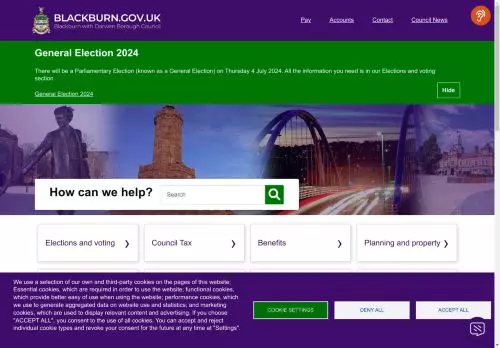 BLACKBURN.GOV.UK
Blackburn with Darwen Borough Council
Pay
Accounts
Contact
Council News
General Election 2024
There will be a Parliamentary Election (known as a General Election) on Thursday 4 July 2024. All the information you need is in our Elections and voting
section.
General Election 2024
Hide
How can we help?
Search
Elections and voting
Council Tax
Benefits
Planning and property
We use a selection of our own and third-party cookies on the pages of this website:
Essential cookies, which are required in order to use the website; functional cookies,
which provide better easy of use when using the website; performance cookies, which
we use to generate aggregated data on website use and statistics; and marketing
cookies, which are used to display relevant content and advertising. If you choose
"ACCEPT ALL", you consent to the use of all cookies. You can accept and reject
individual cookie types and revoke your consent for the future at any time at "Settings".
COOKIE SETTINGS
DENY ALL
ACCEPT ALL